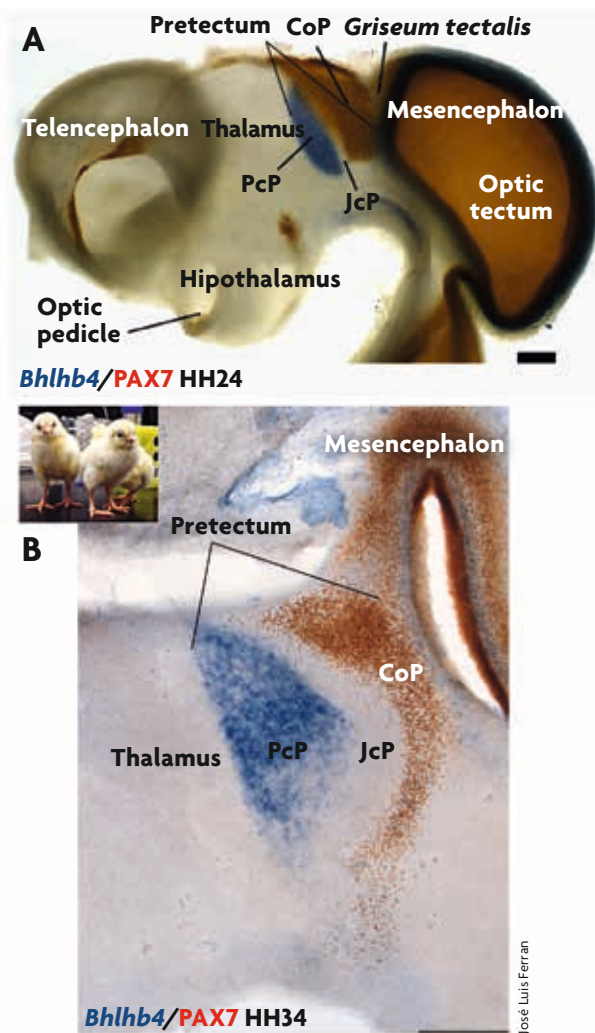 A
Pretectum CoP Griseum tectalis
Mesencephalon
Telencephalon
Thalamus
PcP
JcP
Optic
tectum
Hipothalamus
Optic
pedicle
Bhlhb4/PAX7 HH24
Mesencephalon
Pretectum
B
CoP
Thalamus
PcP
JcP
Bhlhb4/PAX7 HH34
José Luis Ferran